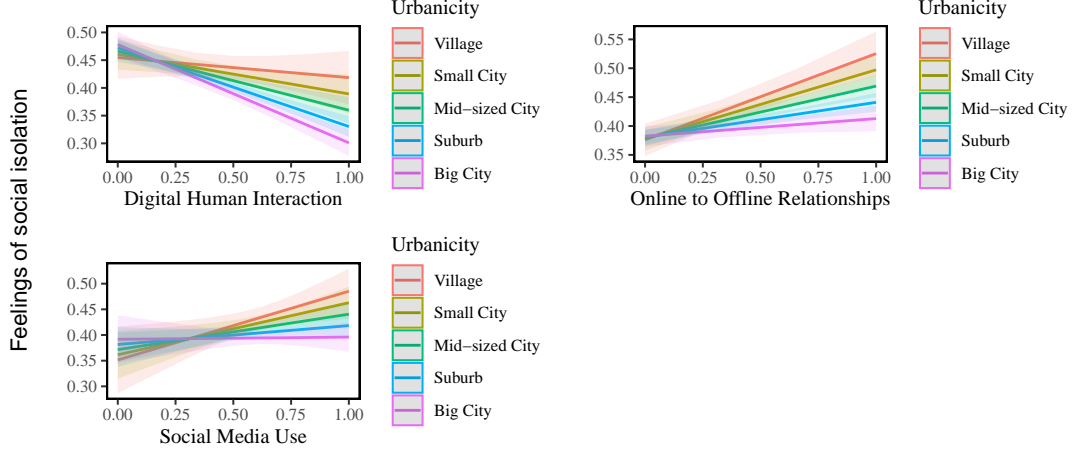 Feelings of social isolation
0.50
0.45
0.40
0.35
0.30
0.00 0.25 0.50 0.75 1.00
Digital Human Interaction
Urbanicity
Village
Small City
Mid−sized City
Suburb
Big City
0.55
0.50
0.45
0.40
0.35
0.00 0.25 0.50 0.75 1.00
Online to Offline Relationships
Urbanicity
Village
Small City
Mid−sized City
Suburb
Big City
0.50
0.45
0.40
0.35
0.30
0.00 0.25 0.50 0.75 1.00
Social Media Use
Urbanicity
Village
Small City
Mid−sized City
Suburb
Big City